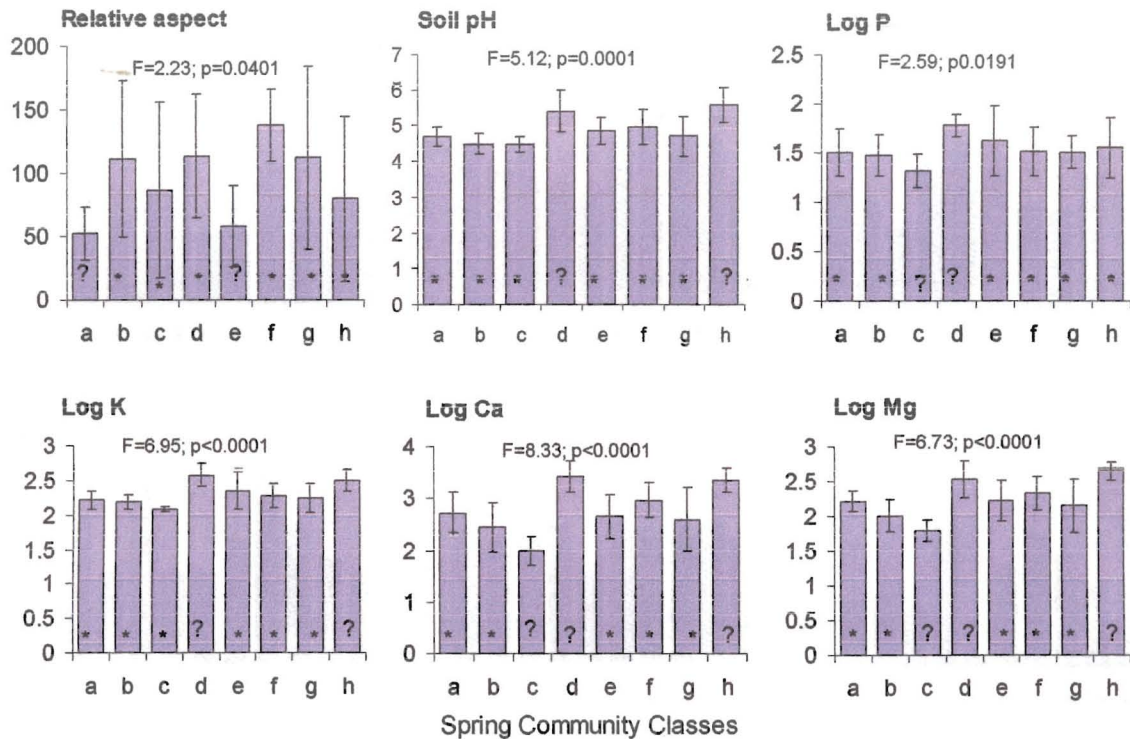 Relative aspect
F=2.23; p=0.0401
200
150
100
50
0
? * * * ? * * *
a b c d e f g h
Soil pH
F=5.12; p=0.0001
7
6
5
4
3
2
1
0
* * * ? * * * ?
a b c d e f g h
Log P
F=2.59; p0.0191
2.5
2
1.5
1
0.5
0
* * ? ? * * * *
a b c d e f g h
Log K
F=6.95; p<0.0001
3
2.5
2
1.5
1
0.5
0
* * * ? * * * ?
a b c d e f g h
Log Ca
F=8.33; p<0.0001
4
3
2
1
0
* * ? ? * * * ?
a b c d e f g h
Log Mg
F=6.73; p<0.0001
3
2.5
2
1.5
1
0.5
0
* * ? ? * * * ?
a b c d e f g h
Spring Community Classes